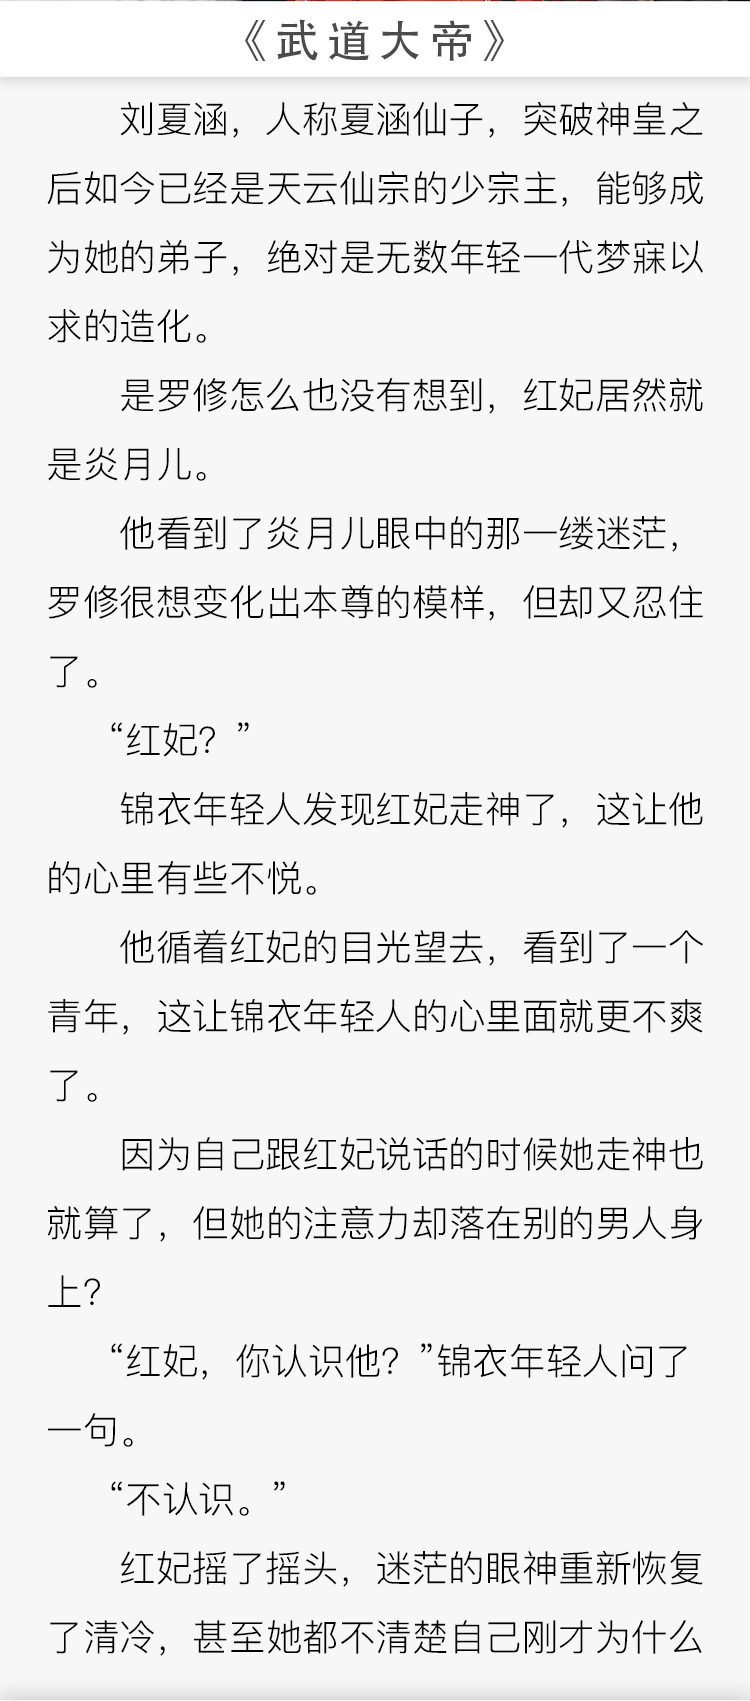 《武道大帝》
刘夏涵，人称夏涵仙子，突破神皇之
后如今已经是天云仙宗的少宗主，能够成
为她的弟子，绝对是无数年轻一代梦寐以
求的造化。
是罗修怎么也没有想到，红妃居然就
是炎月儿。
他看到了炎月儿眼中的那一缕迷茫，
罗修很想变化出本尊的模样，但却又忍住
了。
“红妃？”
锦衣年轻人发现红妃走神了，这让他
的心里有些不悦。
他循着红妃的目光望去，看到了一个
青年，这让锦衣年轻人的心里面就更不爽
了。
因为自己跟红妃说话的时候她走神也
就算了，但她的注意力却落在别的男人身
上？
“红妃，你认识他？”锦衣年轻人问了
一句。
“不认识。”
红妃摇了摇头，迷茫的眼神重新恢复
了清冷，甚至她都不清楚自己刚才为什么